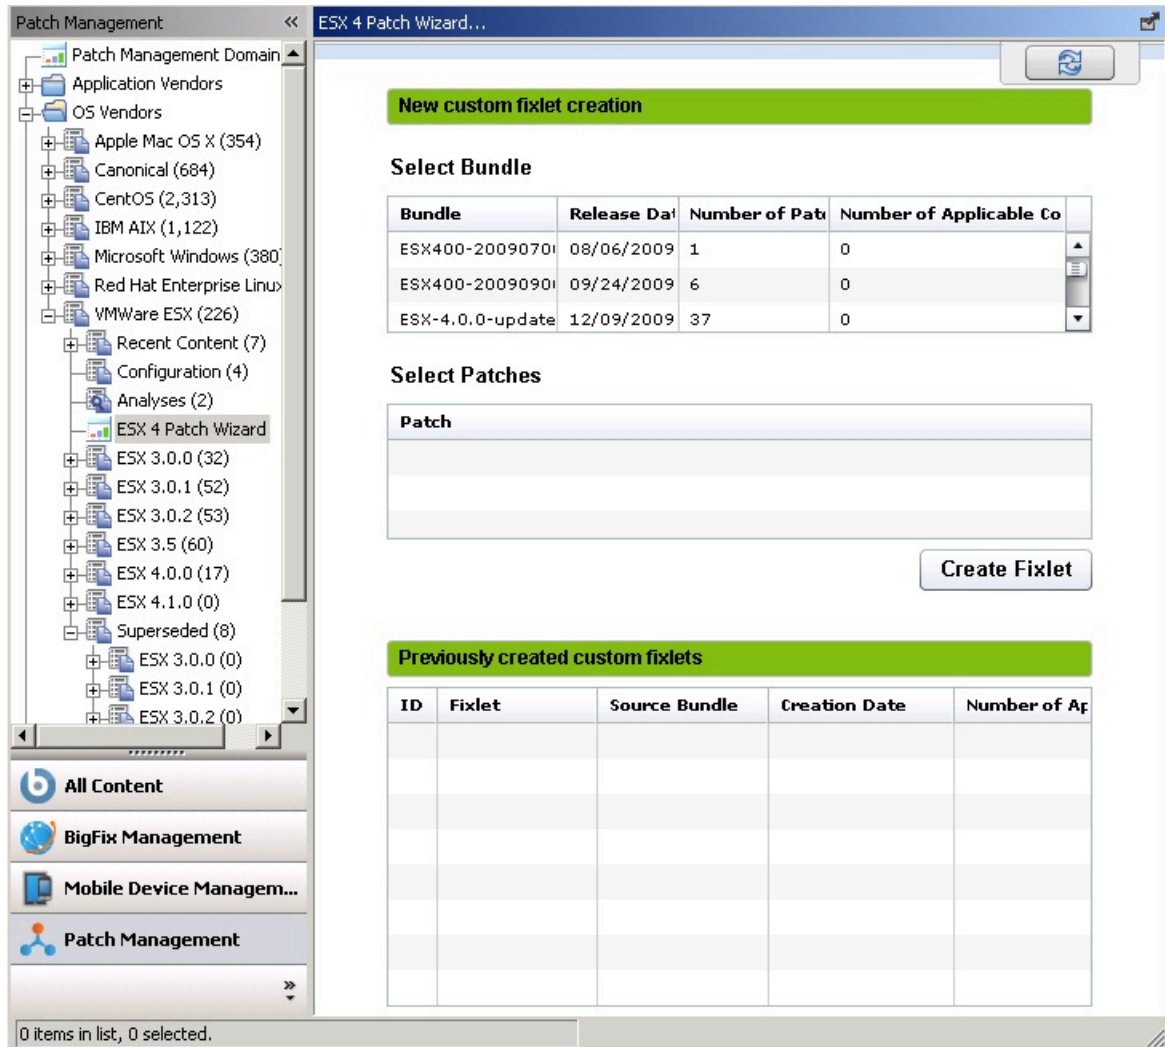 Patch Management
Patch Management Domain
Application Vendors
OS Vendors
Apple Mac OS X (354)
Canonical (684)
CentOS (2,313)
IBM AIX (1,122)
Microsoft Windows (380)
Red Hat Enterprise Linux
VMWare ESX (226)
Recent Content (7)
Configuration (4)
Analyses (2)
ESX 4 Patch Wizard
ESX 3.0.0 (32)
ESX 3.0.1 (52)
ESX 3.0.2 (53)
ESX 3.5 (60)
ESX 4.0.0 (17)
ESX 4.1.0 (0)
Superseded (8)
ESX 3.0.0 (0)
ESX 3.0.1 (0)
ESX 3.0.2 (0)
All Content
BigFix Management
Mobile Device Managem...
Patch Management
ESX 4 Patch Wizard...
New custom fixlet creation
Select Bundle
Bundle Release Dat Number of Patc Number of Applicable Co
ESX400-2009070 08/06/2009 1 0
ESX400-2009090 09/24/2009 6 0
ESX-4.0.0-update 12/09/2009 37 0
Select Patches
Patch
Create Fixlet
Previously created custom fixlets
ID Fixlet Source Bundle Creation Date Number of Ap
0 items in list, 0 selected.